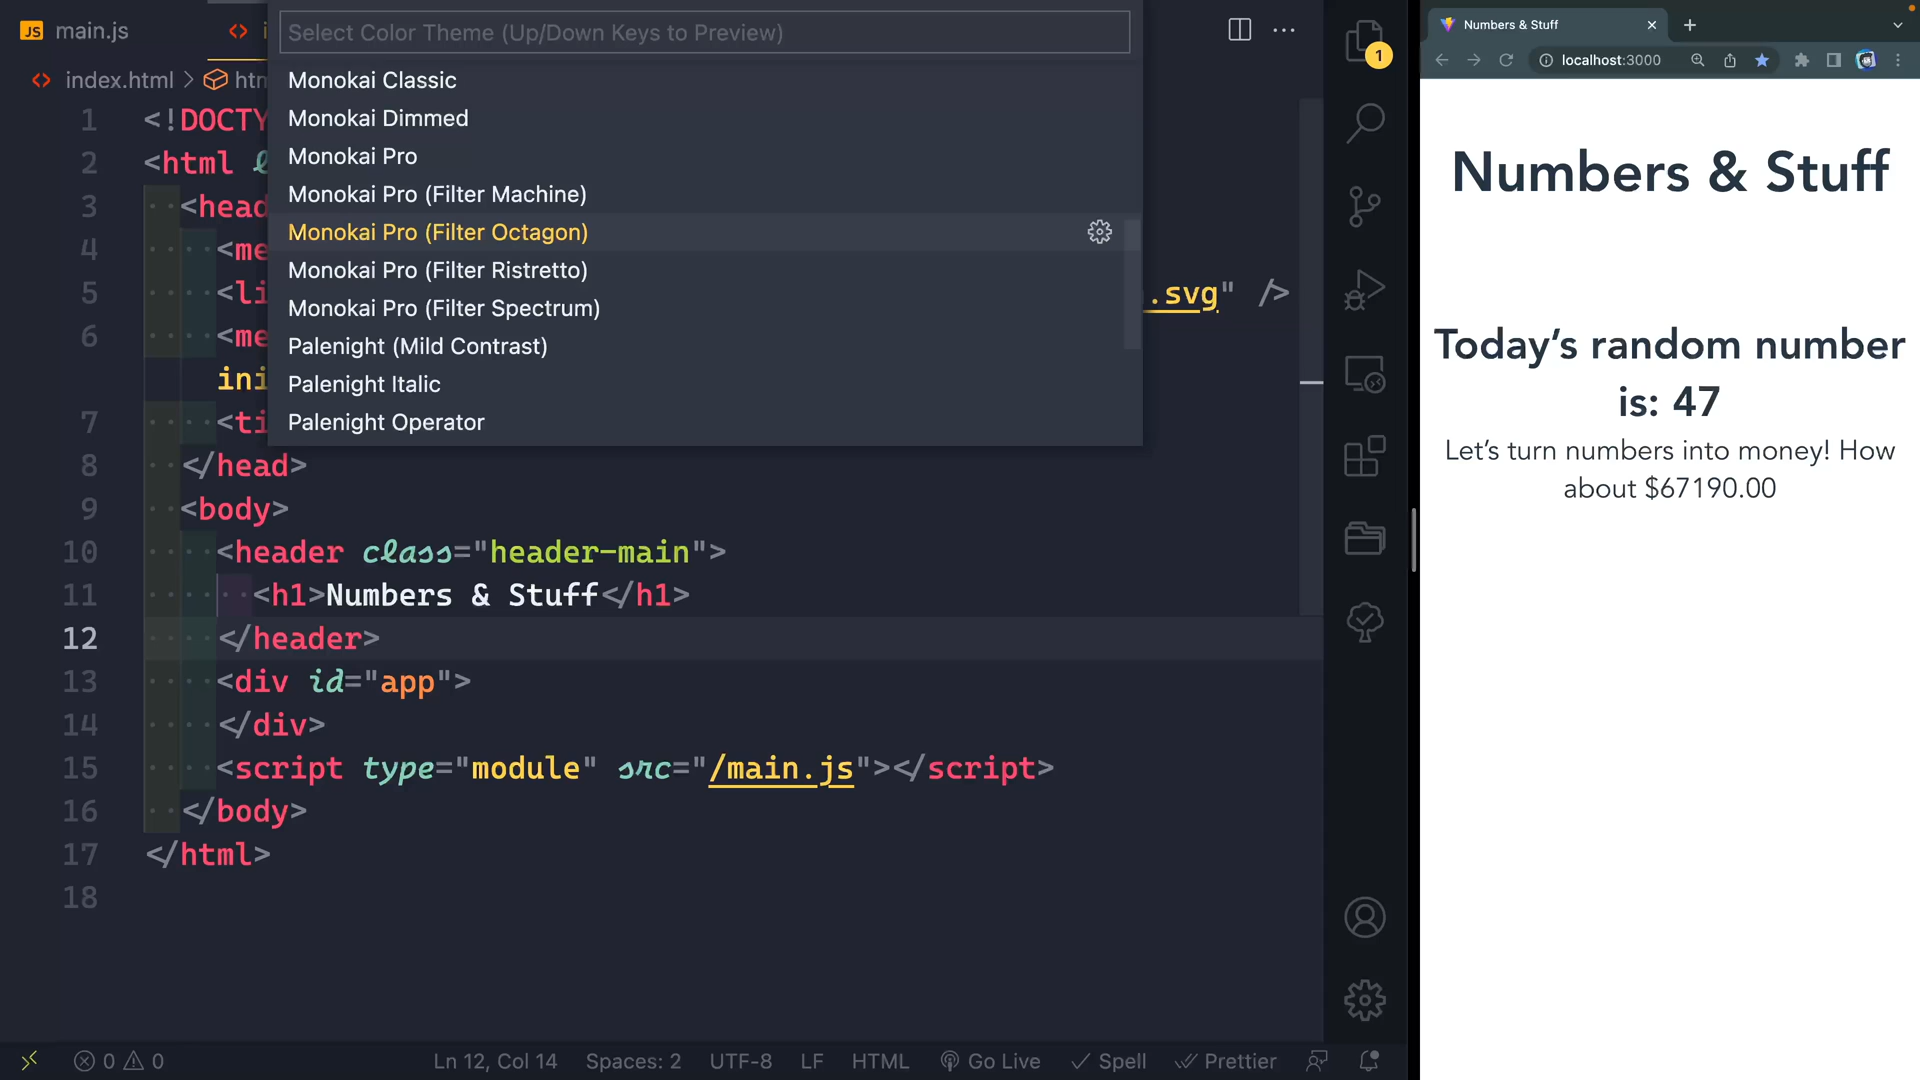 JS main.js
<> i
Select Color Theme (Up/Down Keys to Preview)
<> index.html > htm
Monokai Classic
Monokai Dimmed
Monokai Pro
Monokai Pro (Filter Machine)
Monokai Pro (Filter Octagon)
Monokai Pro (Filter Ristretto)
Monokai Pro (Filter Spectrum)
Palenight (Mild Contrast)
Palenight Italic
Palenight Operator
1 <!DOCTY
2 <html l
3 <head
4 <me
5 <li .svg" />
6 <me
ini
7 <ti
8 </head>
9 <body>
10 <header class="header-main">
11 <h1>Numbers & Stuff</h1>
12 </header>
13 <div id="app">
14 </div>
15 <script type="module" src="/main.js"></script>
16 </body>
17 </html>
18
0 0 Ln 12, Col 14 Spaces: 2 UTF-8 LF HTML Go Live Spell Prettier
1
Numbers & Stuff
localhost:3000
Numbers & Stuff
Today’s random number
is: 47
Let’s turn numbers into money! How
about $67190.00